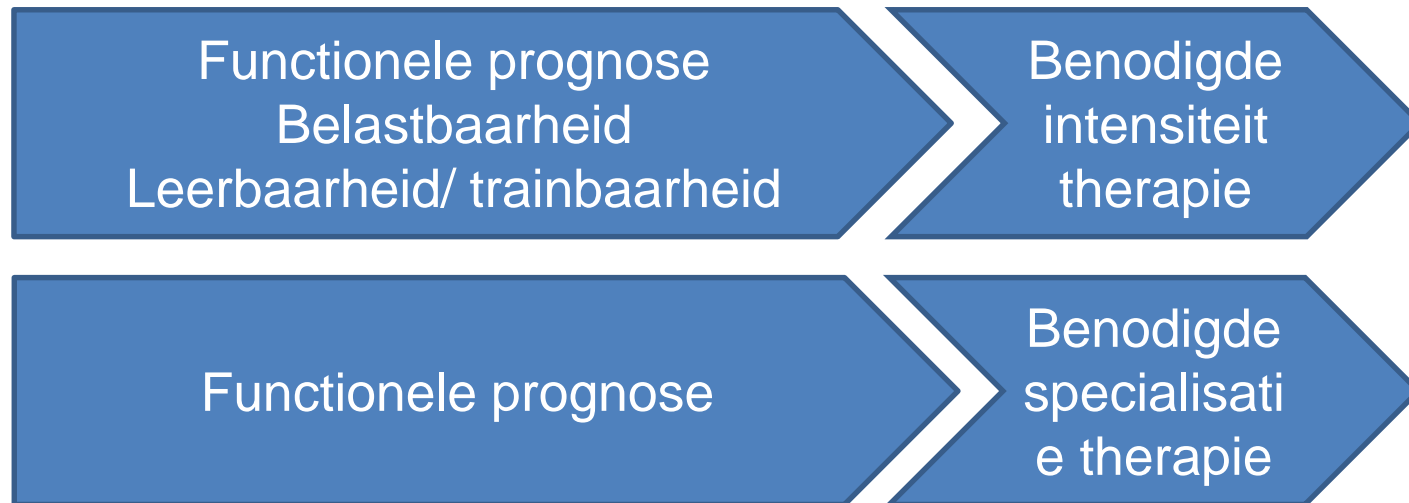 Functionele prognose
Belastbaarheid
Leerbaarheid/ trainbaarheid
Benodigde
intensiteit
therapie
Functionele prognose
Benodigde
specialisati
e therapie